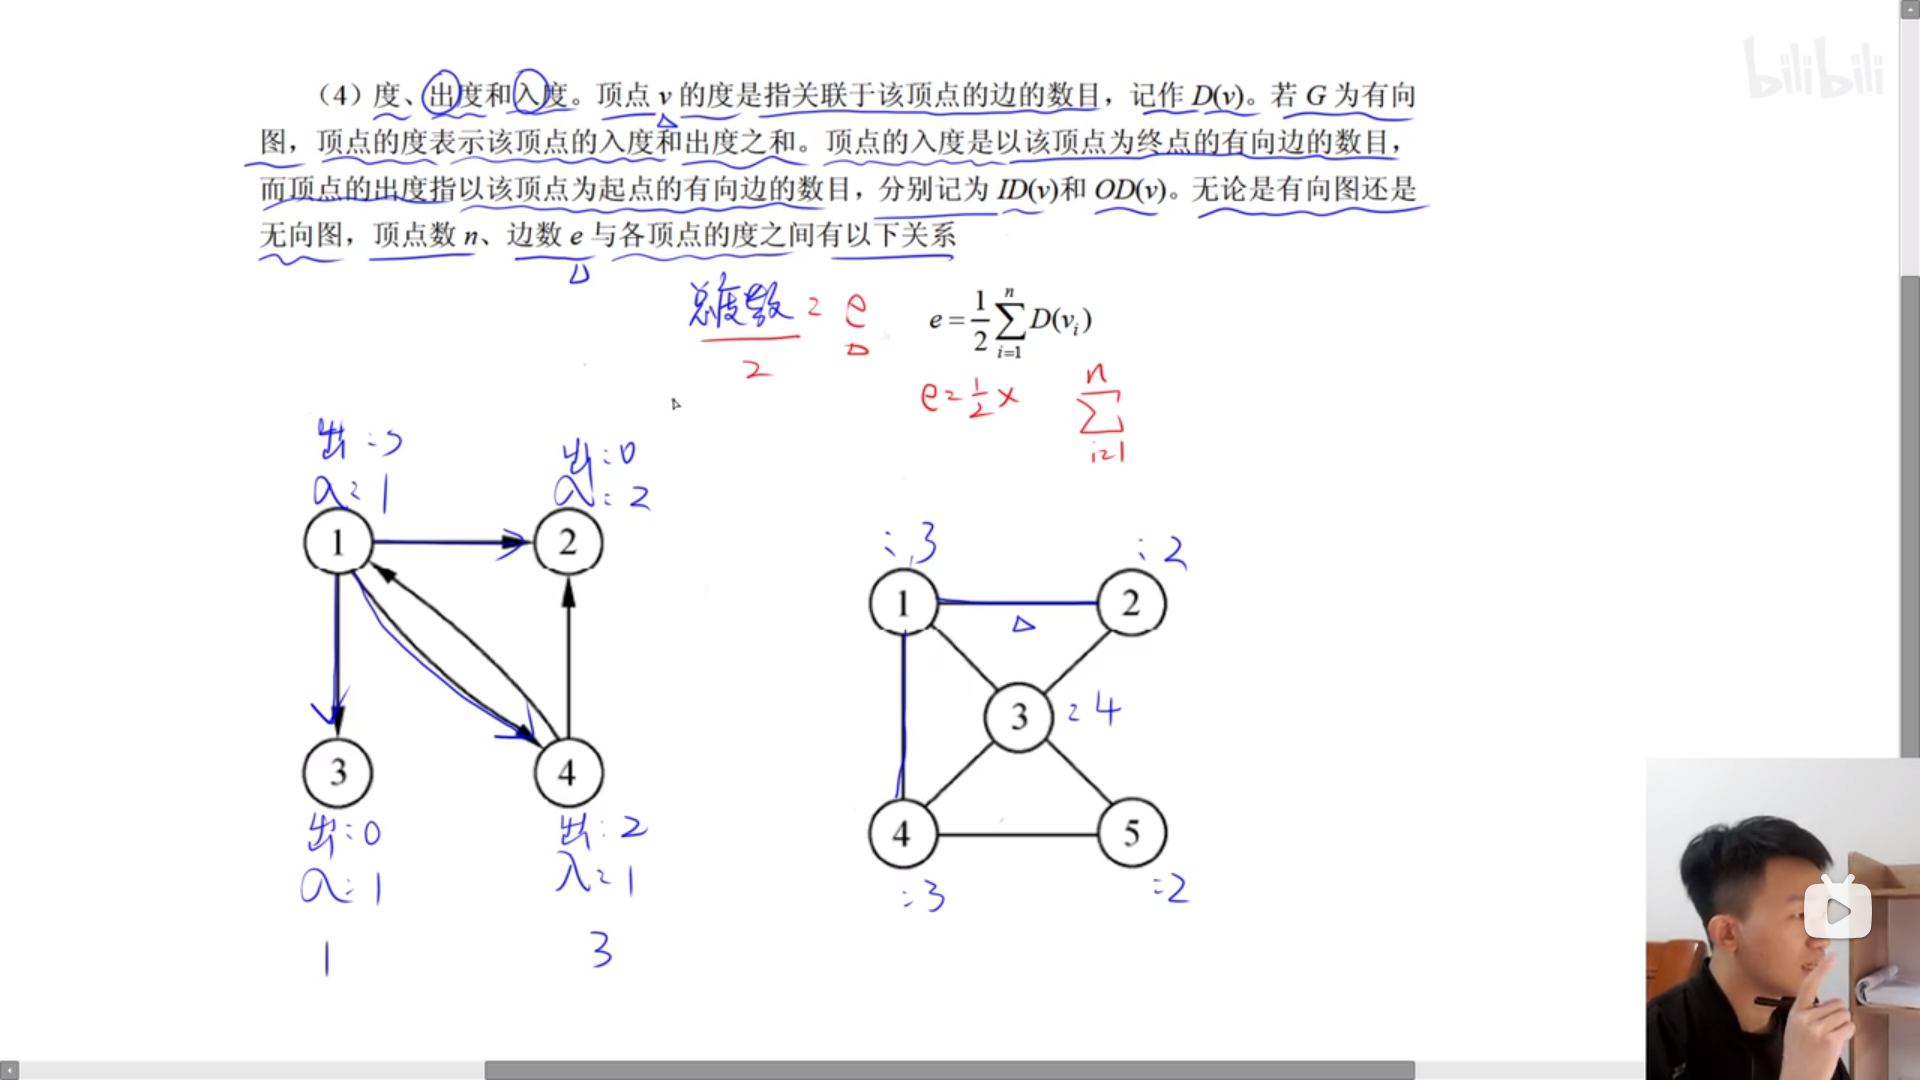 bilibili
（4）度、出度和入度。顶点 v 的度是指关联于该顶点的边的数目，记作 D(v)。若 G 为有向
图，顶点的度表示该顶点的入度和出度之和。顶点的入度是以该顶点为终点的有向边的数目，
而顶点的出度指以该顶点为起点的有向边的数目，分别记为 ID(v)和 OD(v)。无论是有向图还是
无向图，顶点数 n、边数 e 与各顶点的度之间有以下关系
总度数/2 = e
e = 1/2 ∑_{i=1}^{n} D(v_i)
e = 1/2 × ∑_{i=1}^{n}
出:3
入:1
出:0
入:2
1
2
3
4
出:0
入:1
出:2
入:1
1
3
:3
:2
1
2
3
:4
4
5
:3
:2